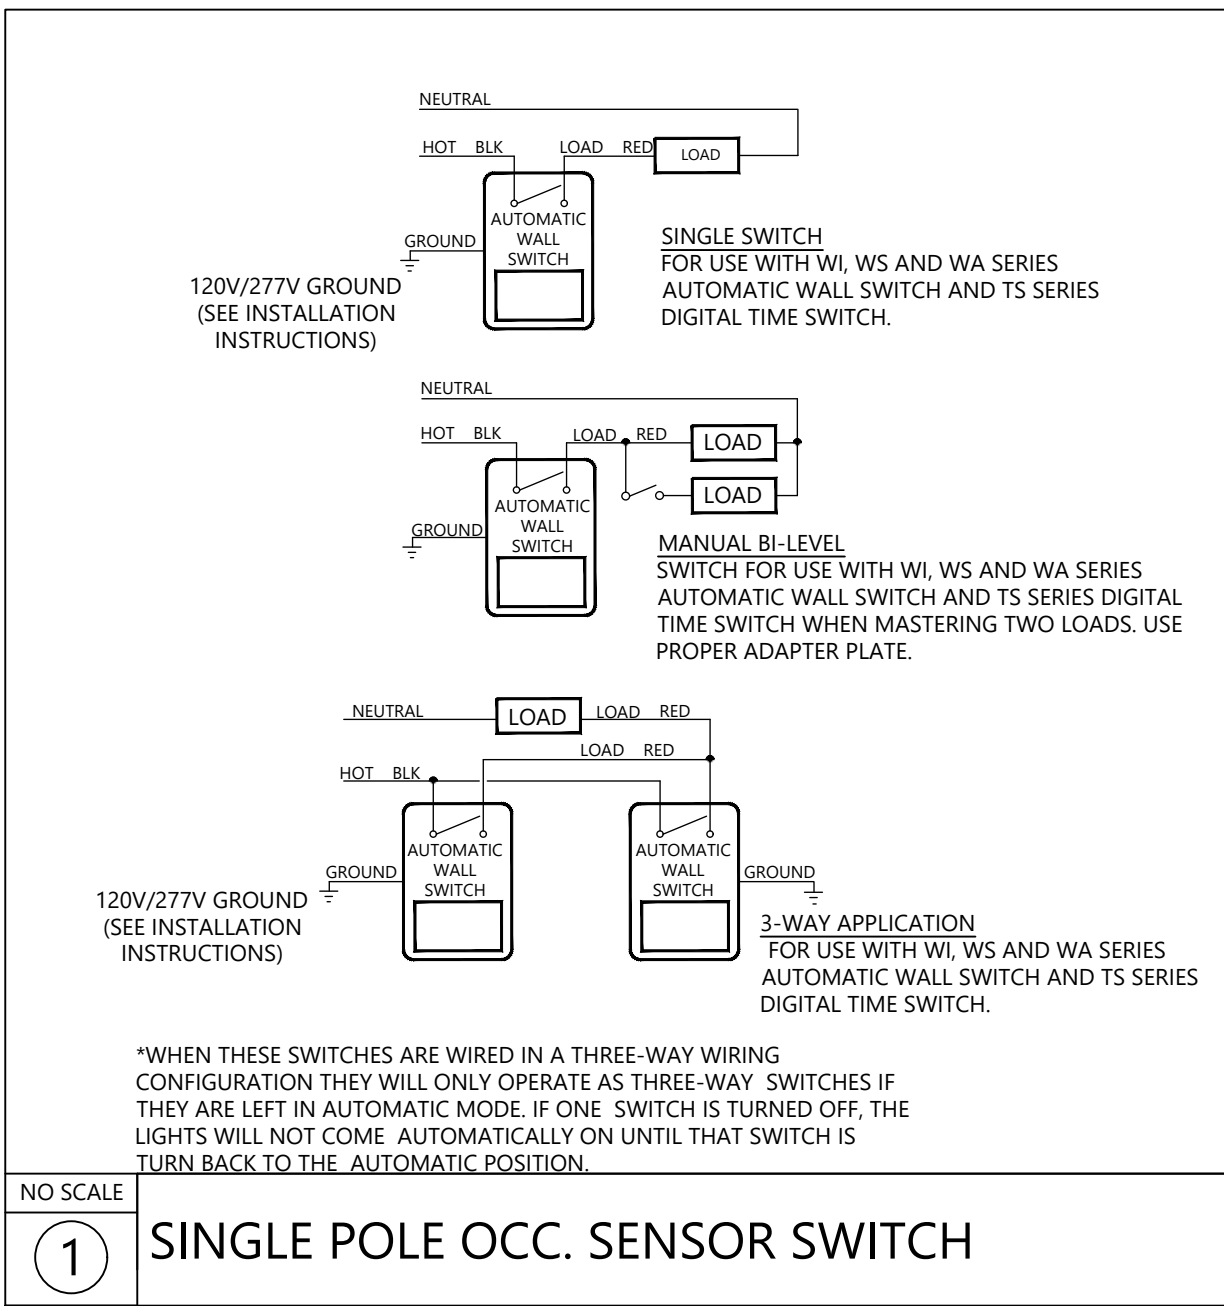 NEUTRAL
HOT BLK LOAD RED LOAD
AUTOMATIC
WALL
SWITCH
GROUND
120V/277V GROUND
(SEE INSTALLATION
INSTRUCTIONS)
SINGLE SWITCH
FOR USE WITH WI, WS AND WA SERIES
AUTOMATIC WALL SWITCH AND TS SERIES
DIGITAL TIME SWITCH.
NEUTRAL
HOT BLK LOAD RED LOAD
LOAD
AUTOMATIC
WALL
SWITCH
GROUND
MANUAL BI-LEVEL
SWITCH FOR USE WITH WI, WS AND WA SERIES
AUTOMATIC WALL SWITCH AND TS SERIES DIGITAL
TIME SWITCH WHEN MASTERING TWO LOADS. USE
PROPER ADAPTER PLATE.
NEUTRAL LOAD LOAD RED
LOAD RED
HOT BLK
AUTOMATIC
WALL
SWITCH
GROUND
AUTOMATIC
WALL
SWITCH
GROUND
120V/277V GROUND
(SEE INSTALLATION
INSTRUCTIONS)
3-WAY APPLICATION
FOR USE WITH WI, WS AND WA SERIES
AUTOMATIC WALL SWITCH AND TS SERIES
DIGITAL TIME SWITCH.
*WHEN THESE SWITCHES ARE WIRED IN A THREE-WAY WIRING
CONFIGURATION THEY WILL ONLY OPERATE AS THREE-WAY SWITCHES IF
THEY ARE LEFT IN AUTOMATIC MODE. IF ONE SWITCH IS TURNED OFF, THE
LIGHTS WILL NOT COME AUTOMATICALLY ON UNTIL THAT SWITCH IS
TURN BACK TO THE AUTOMATIC POSITION.
NO SCALE
1
SINGLE POLE OCC. SENSOR SWITCH